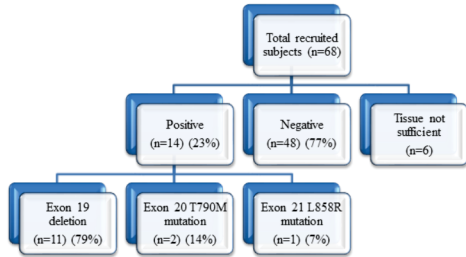 Total recruited
subjects (n=68)
Positive
(n=14) (23%)
Negative
(n=48) (77%)
Tissue not
sufficient
(n=6)
Exon 19
deletion
(n=11) (79%)
Exon 20 T790M
mutation
(n=2) (14%)
Exon 21 L858R
mutation
(n=1) (7%)